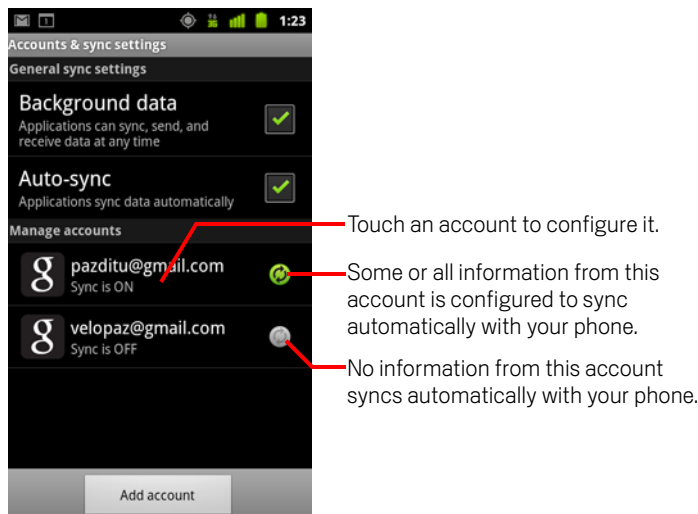 1
3G
1:23
Accounts & sync settings
General sync settings
Background data
Applications can sync, send, and
receive data at any time
Auto-sync
Applications sync data automatically
Manage accounts
g
pazditu@gmail.com
Sync is ON
g
velopaz@gmail.com
Sync is OFF
Add account
Touch an account to configure it.
Some or all information from this
account is configured to sync
automatically with your phone.
No information from this account
syncs automatically with your phone.